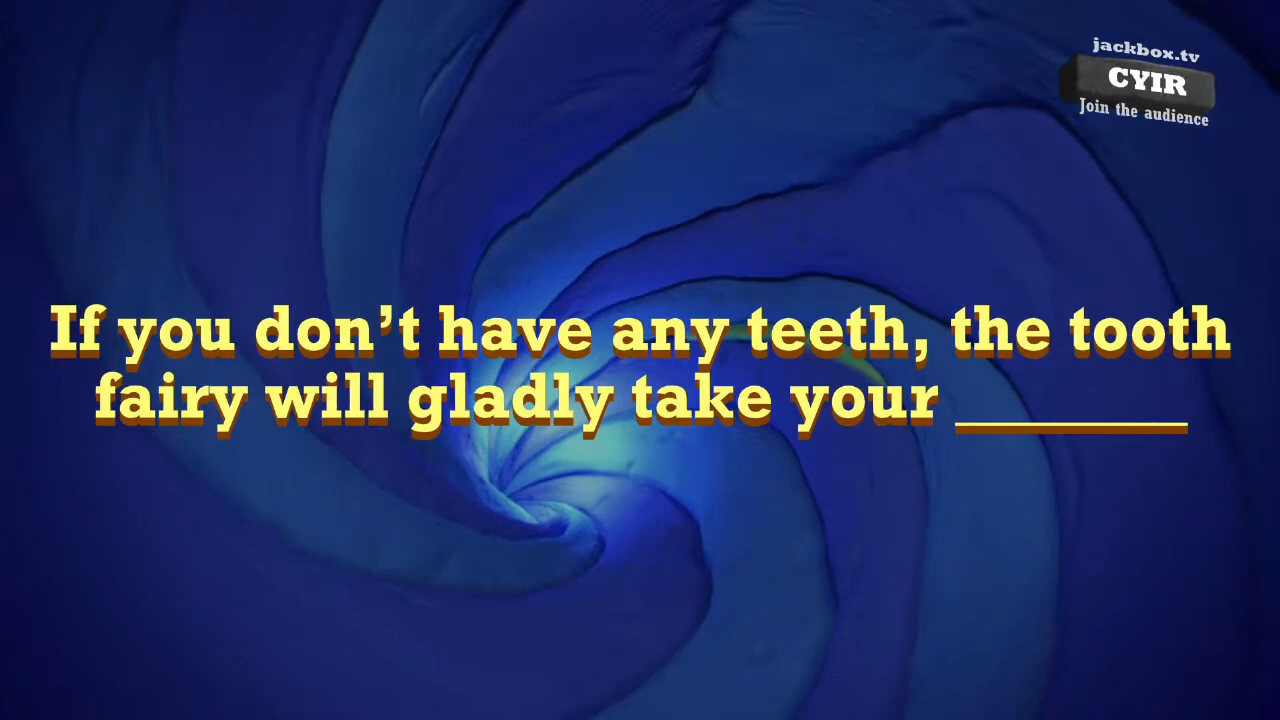 jackbox.tv
CYIR
Join the audience
If you don’t have any teeth, the tooth
fairy will gladly take your ________